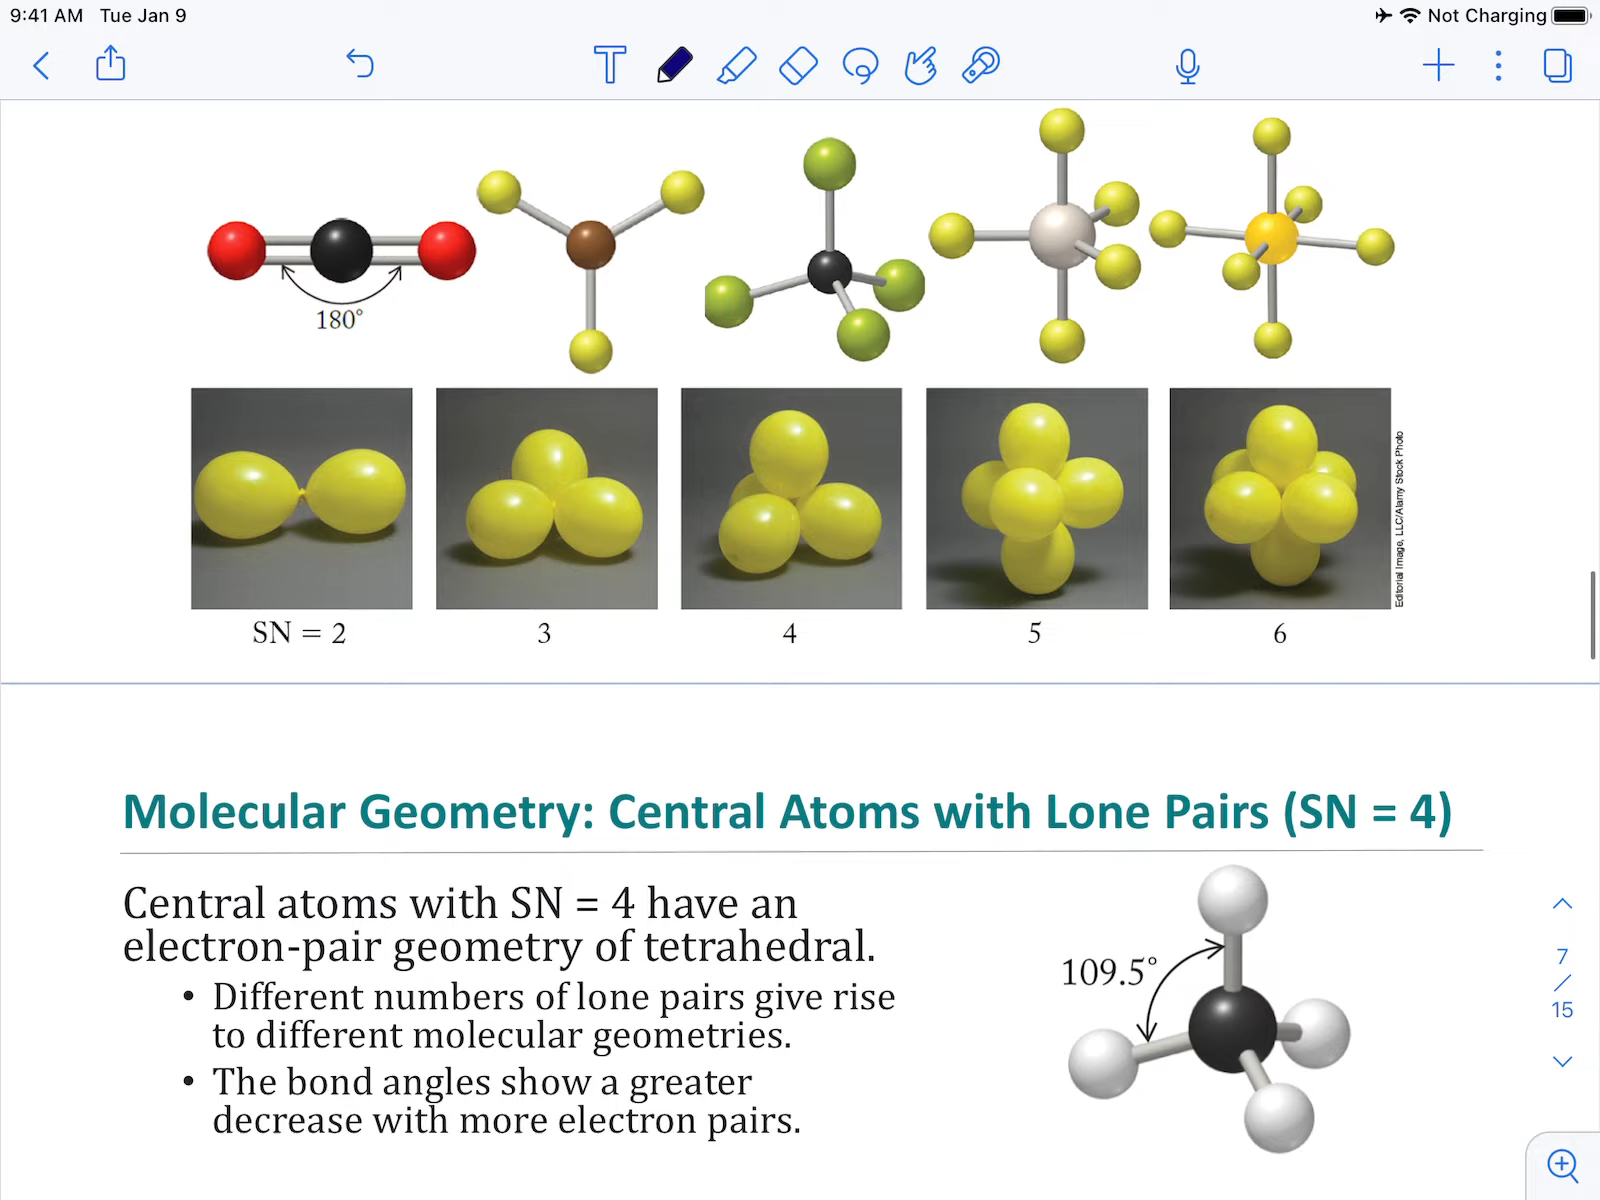 9:41 AM Tue Jan 9
Not Charging
180°
Editorial Image, LLC/Alamy Stock Photo
SN = 2
3
4
5
6
Molecular Geometry: Central Atoms with Lone Pairs (SN = 4)
Central atoms with SN = 4 have an
electron-pair geometry of tetrahedral.
• Different numbers of lone pairs give rise
to different molecular geometries.
• The bond angles show a greater
decrease with more electron pairs.
109.5°
7
/
15